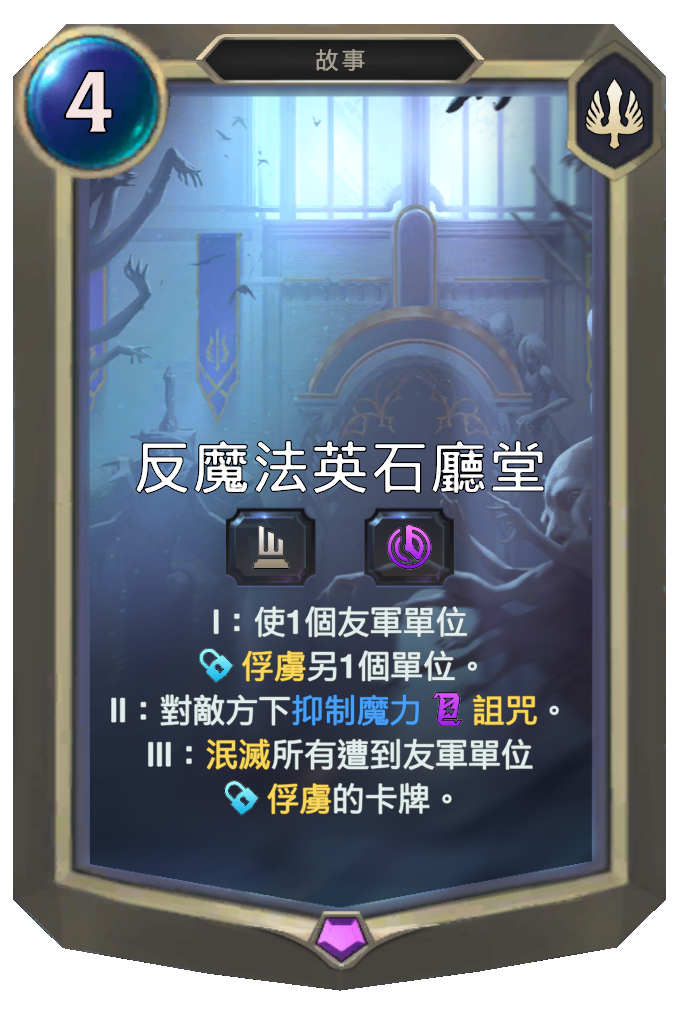 4
故事
反魔法英石廳堂
I：使1個友軍單位
俘虜另1個單位。
II：對敵方下抑制魔力 詛咒。
III：泯滅所有遭到友軍單位
俘虜的卡牌。